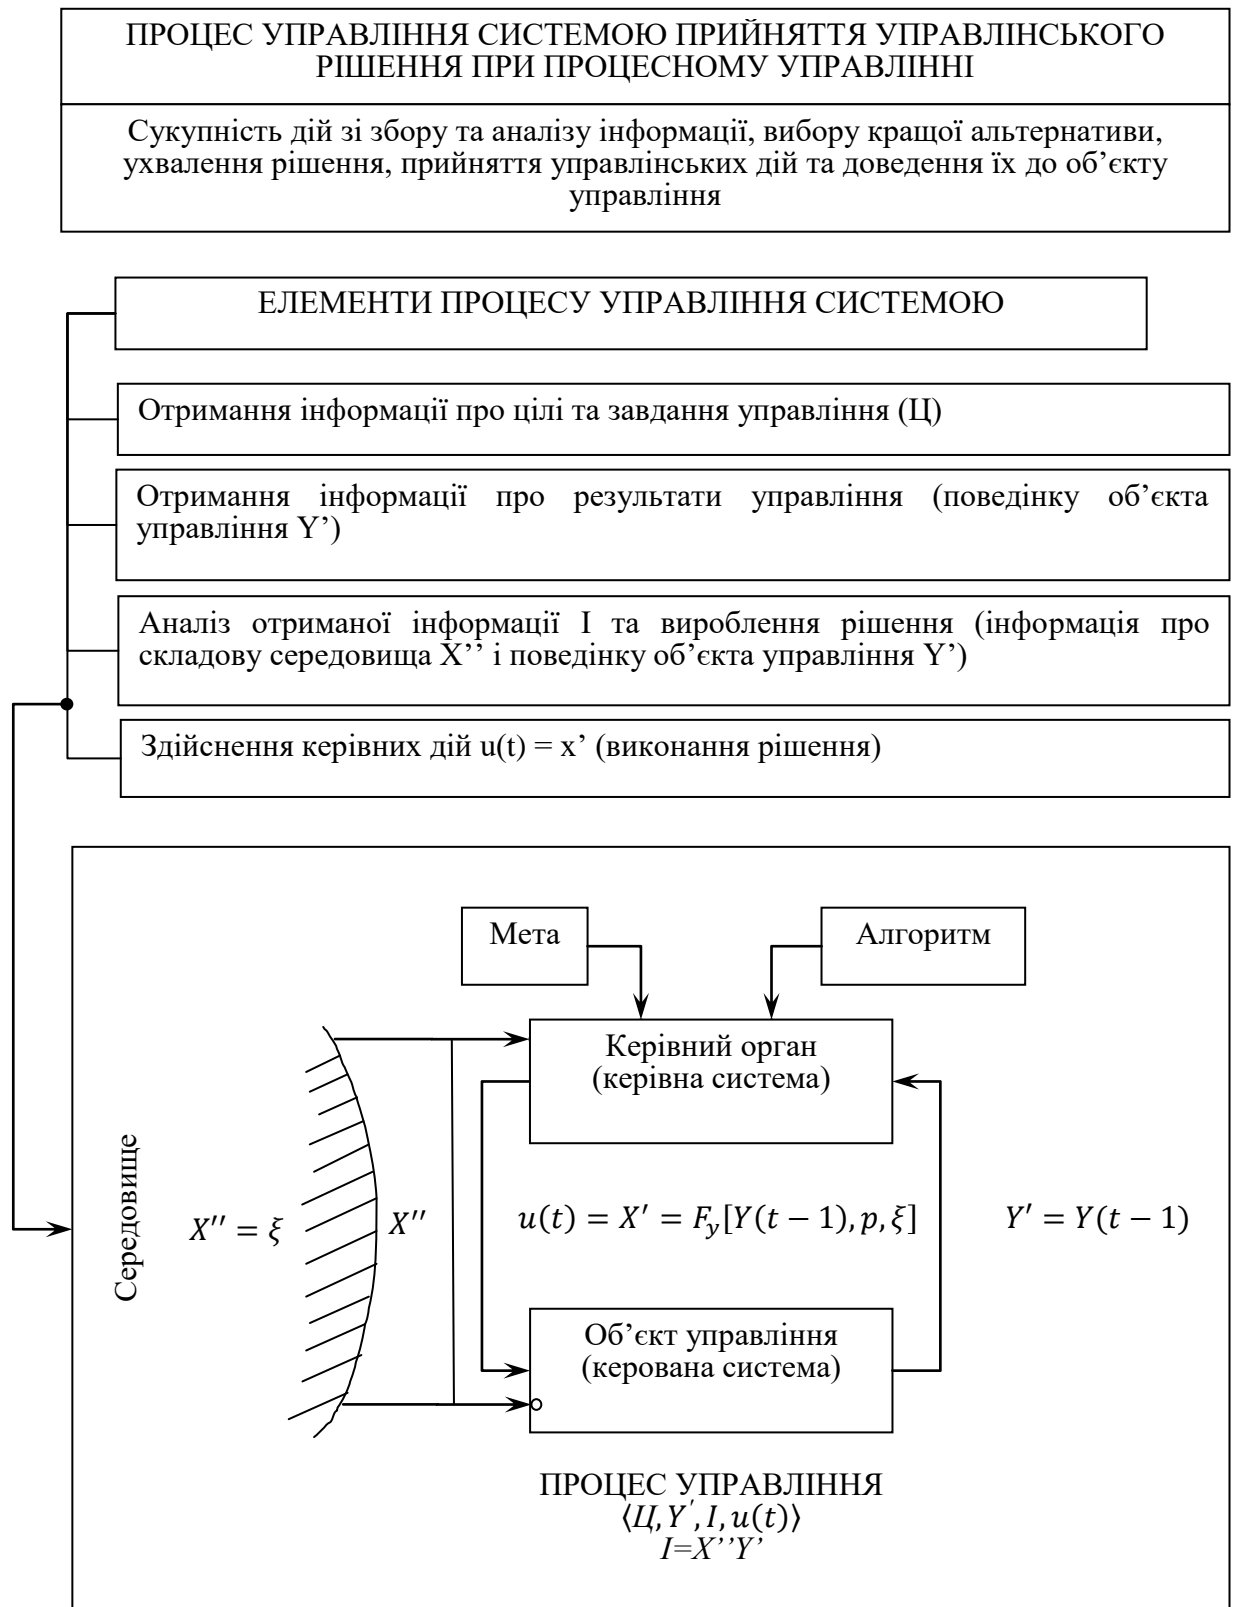 ПРОЦЕС УПРАВЛІННЯ СИСТЕМОЮ ПРИЙНЯТТЯ УПРАВЛІНСЬКОГО
РІШЕННЯ ПРИ ПРОЦЕСНОМУ УПРАВЛІННІ
Сукупність дій зі збору та аналізу інформації, вибору кращої альтернативи,
ухвалення рішення, прийняття управлінських дій та доведення їх до об’єкту
управління
ЕЛЕМЕНТИ ПРОЦЕСУ УПРАВЛІННЯ СИСТЕМОЮ
Отримання інформації про цілі та завдання управління (Ц)
Отримання інформації про результати управління (поведінку об’єкта
управління Y’)
Аналіз отриманої інформації I та вироблення рішення (інформація про
складову середовища X’’ і поведінку об’єкта управління Y’)
Здійснення керівних дій u(t) = x’ (виконання рішення)
Мета
Алгоритм
Керівний орган
(керівна система)
Середовище
X′′ = ξ
X′′
u(t) = X′ = F_y[Y(t − 1), p, ξ]
Y′ = Y(t − 1)
Об’єкт управління
(керована система)
ПРОЦЕС УПРАВЛІННЯ
⟨Ц, Y′, I, u(t)⟩
I=X’’Y’